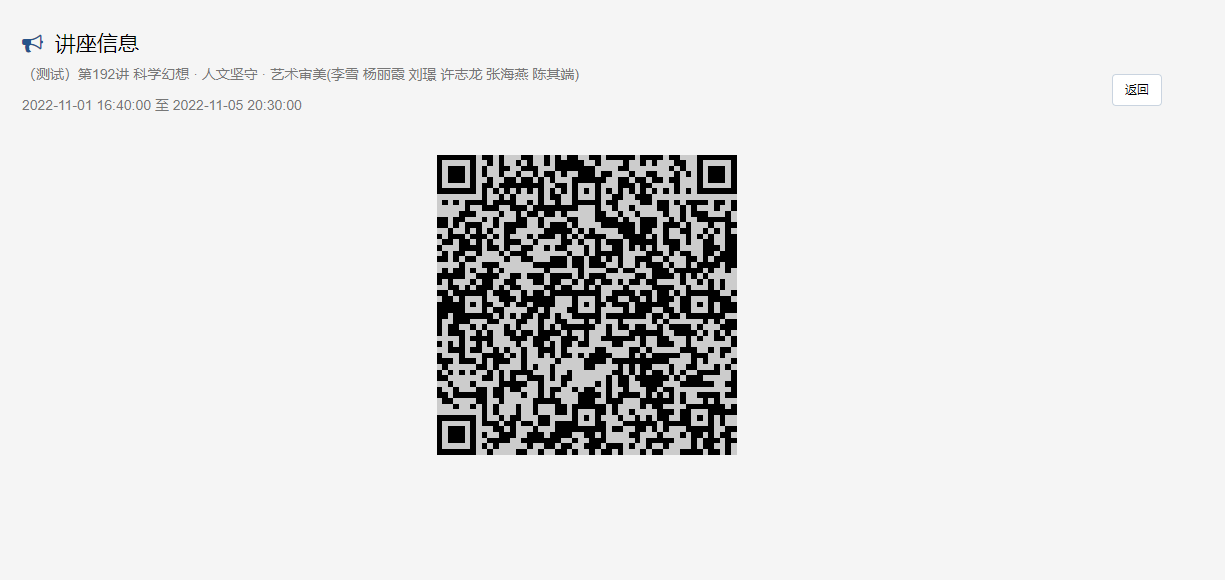 讲座信息
（测试）第192讲 科学幻想 · 人文坚守 · 艺术审美(李雪 杨丽霞 刘璟 许志龙 张海燕 陈其端)
2022-11-01 16:40:00 至 2022-11-05 20:30:00
返回